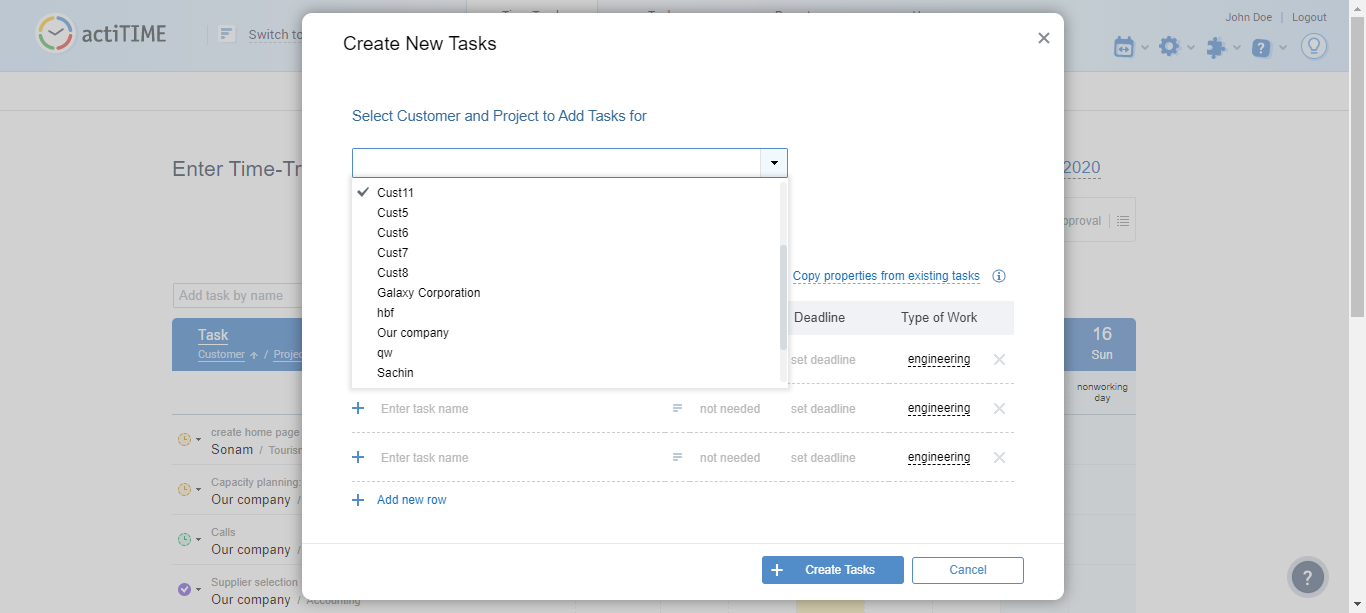 actiTIME
Switch to
John Doe | Logout
Create New Tasks
Select Customer and Project to Add Tasks for
Enter Time-Tr
2020
Cust11
Cust5
Cust6
Cust7
Cust8
Galaxy Corporation
hbf
Our company
qw
Sachin
Copy properties from existing tasks
Add task by name
Deadline
Type of Work
Task
Customer / Projec
16
Sun
set deadline
engineering
nonworking
day
Enter task name
not needed
set deadline
engineering
create home page
Sonam / Tourism
Enter task name
not needed
set deadline
engineering
Capacity planning:
Our company /
Add new row
Calls
Our company /
Create Tasks
Cancel
Supplier selection
Our company / Accounting
?